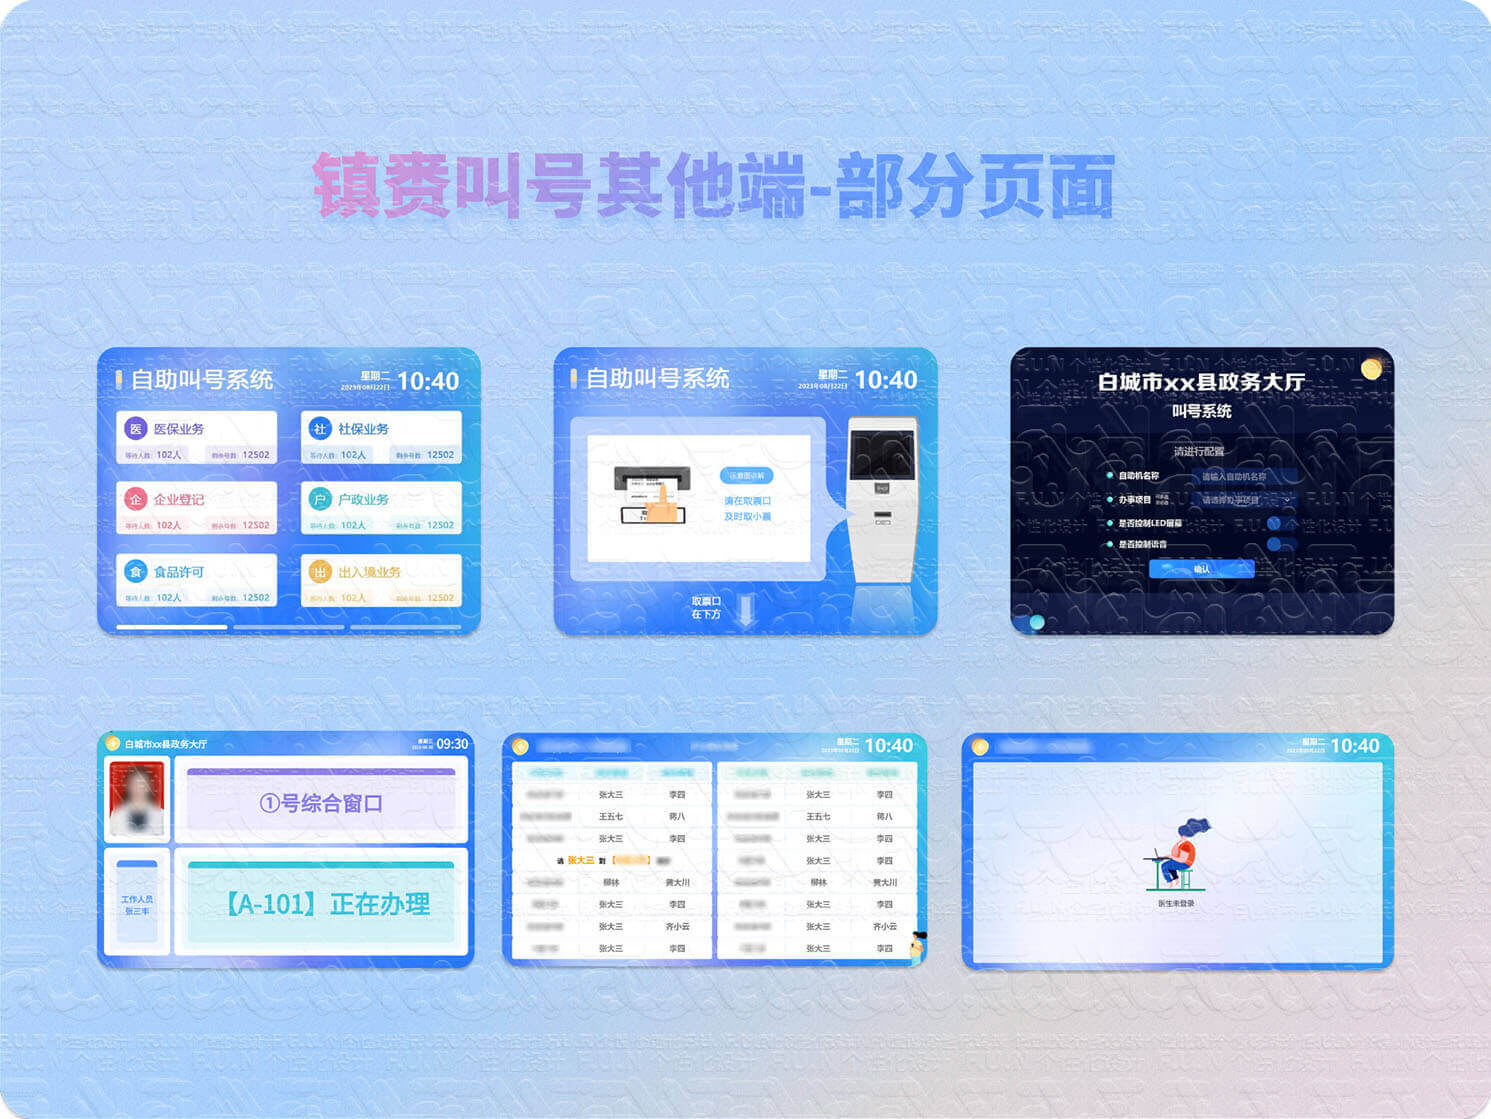 镇赉叫号其他端-部分页面
自助叫号系统
星期二
2023年08月22日
10:40
医 医保业务
等待人数: 102人 剩余号数: 12502
社 社保业务
等待人数: 102人 剩余号数: 12502
企 企业登记
等待人数: 102人 剩余号数: 12502
户 户政业务
等待人数: 102人 剩余号数: 12502
食 食品许可
等待人数: 102人 剩余号数: 12502
出 出入境业务
等待人数: 102人 剩余号数: 12502
自助叫号系统
星期二
2023年08月22日
10:40
示意图讲解
请在取票口
及时取小票
取票口
在下方
白城市xx县政务大厅
叫号系统
请进行配置
自动机名称 请输入自动机名称
办事项目 请选择办事项目
是否控制LED屏幕
是否控制语音
确认
白城市xx县政务大厅
星期二
09:30
①号综合窗口
工作人员
张三丰
【A-101】正在办理
星期二
2023年08月22日
10:40
张大三 李四 张大三 李四
王五七 蒋八 王五七 蒋八
张大三 李四 张大三 李四
请 张大三 到 张大三 李四
柳林 黄大川 柳林 黄大川
张大三 李四 张大三 李四
张大三 齐小云 张大三 齐小云
张大三 李四 张大三 李四
星期二
2023年08月22日
10:40
医生未登录
F.U.N 个性化设计